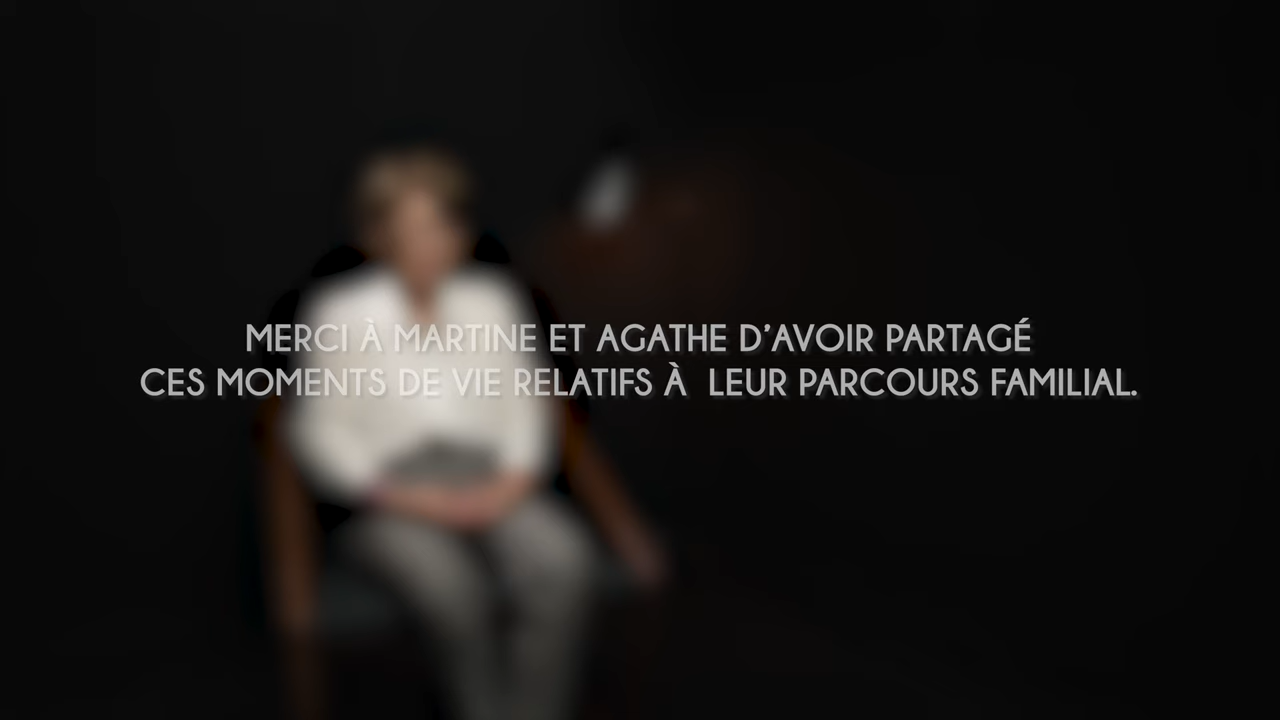 MERCI À MARTINE ET AGATHE D'AVOIR PARTAGÉ
CES MOMENTS DE VIE RELATIFS À  LEUR PARCOURS FAMILIAL.